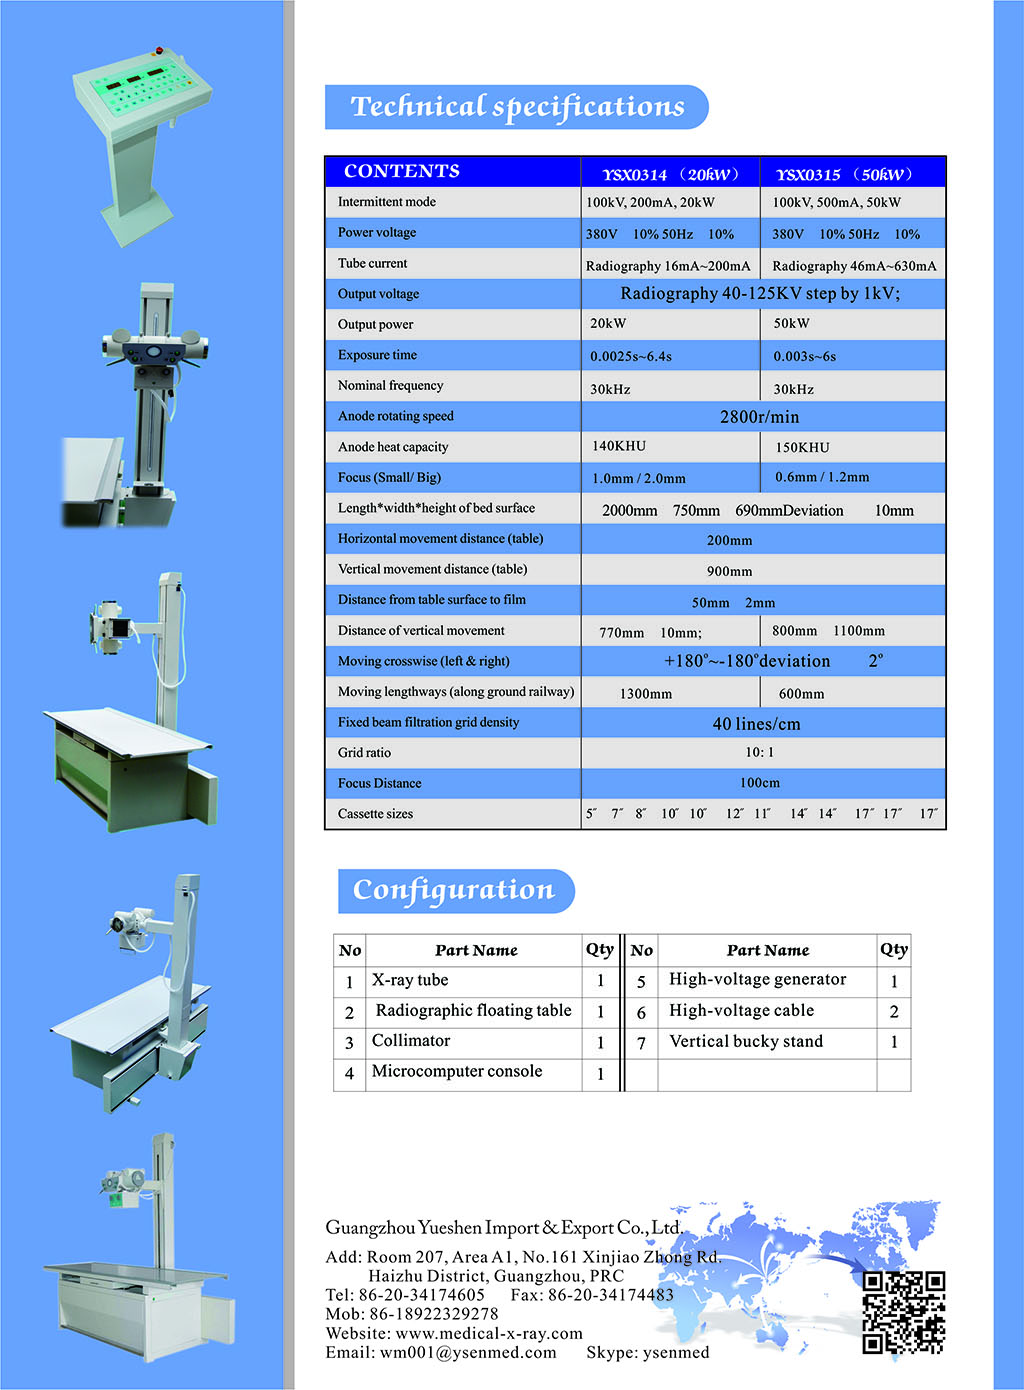 Technical specifications
CONTENTS YSX0314 （20kW） YSX0315 （50kW）
Intermittent mode 100kV, 200mA, 20kW 100kV, 500mA, 50kW
Power voltage 380V 10% 50Hz 10% 380V 10% 50Hz 10%
Tube current Radiography 16mA~200mA Radiography 46mA~630mA
Output voltage Radiography 40-125KV step by 1kV;
Output power 20kW 50kW
Exposure time 0.0025s~6.4s 0.003s~6s
Nominal frequency 30kHz 30kHz
Anode rotating speed 2800r/min
Anode heat capacity 140KHU 150KHU
Focus (Small/ Big) 1.0mm / 2.0mm 0.6mm / 1.2mm
Length*width*height of bed surface 2000mm 750mm 690mmDeviation 10mm
Horizontal movement distance (table) 200mm
Vertical movement distance (table) 900mm
Distance from table surface to film 50mm 2mm
Distance of vertical movement 770mm 10mm; 800mm 1100mm
Moving crosswise (left & right) +180°~-180°deviation 2°
Moving lengthways (along ground railway) 1300mm 600mm
Fixed beam filtration grid density 40 lines/cm
Grid ratio 10: 1
Focus Distance 100cm
Cassette sizes 5″ 7″ 8″ 10″ 10″ 12″ 11″ 14″ 14″ 17″ 17″ 17″
Configuration
No Part Name Qty No Part Name Qty
1 X-ray tube 1 5 High-voltage generator 1
2 Radiographic floating table 1 6 High-voltage cable 2
3 Collimator 1 7 Vertical bucky stand 1
4 Microcomputer console 1
Guangzhou Yueshen Import & Export Co., Ltd.
Add: Room 207, Area A1, No.161 Xinjiao Zhong Rd.
Haizhu District, Guangzhou, PRC
Tel: 86-20-34174605 Fax: 86-20-34174483
Mob: 86-18922329278
Website: www.medical-x-ray.com
Email: wm001@ysenmed.com Skype: ysenmed